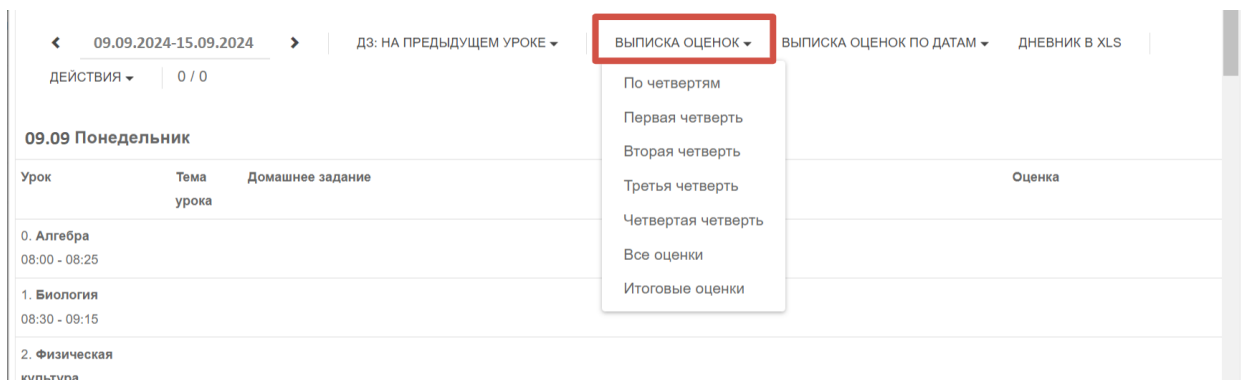 09.09.2024-15.09.2024 ДЗ: НА ПРЕДЫДУЩЕМ УРОКЕ ВЫПИСКА ОЦЕНОК ВЫПИСКА ОЦЕНОК ПО ДАТАМ ДНЕВНИК В XLS
ДЕЙСТВИЯ 0 / 0
По четвертям
Первая четверть
Вторая четверть
Третья четверть
Четвертая четверть
Все оценки
Итоговые оценки
09.09 Понедельник
Урок Тема урока Домашнее задание Оценка
0. Алгебра
08:00 - 08:25
1. Биология
08:30 - 09:15
2. Физическая
культура